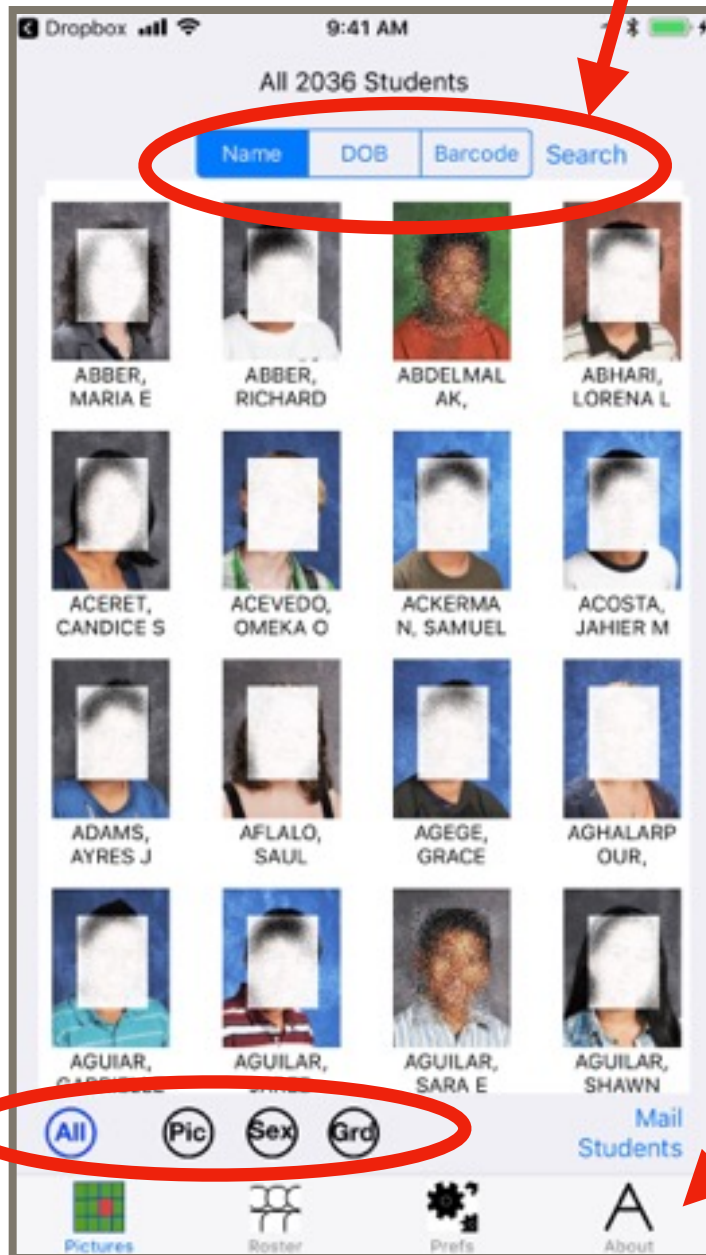 Dropbox 9:41 AM
All 2036 Students
Name DOB Barcode Search
ABBER, ABBER, ABDELMAL ABHARI,
MARIA E RICHARD AK, LORENA L
ACERET, ACEVEDO, ACKERMA ACOSTA,
CANDICE S OMEKA O N, SAMUEL JAHIER M
ADAMS, AFLALO, AGEGE, AGHALARP
AYRES J SAUL GRACE OUR,
AGUIAR, AGUILAR, AGUILAR, AGUILAR,
SARA E SHAWN
All Pic Sex Grd Mail
Students
Pictures Roster Prefs About